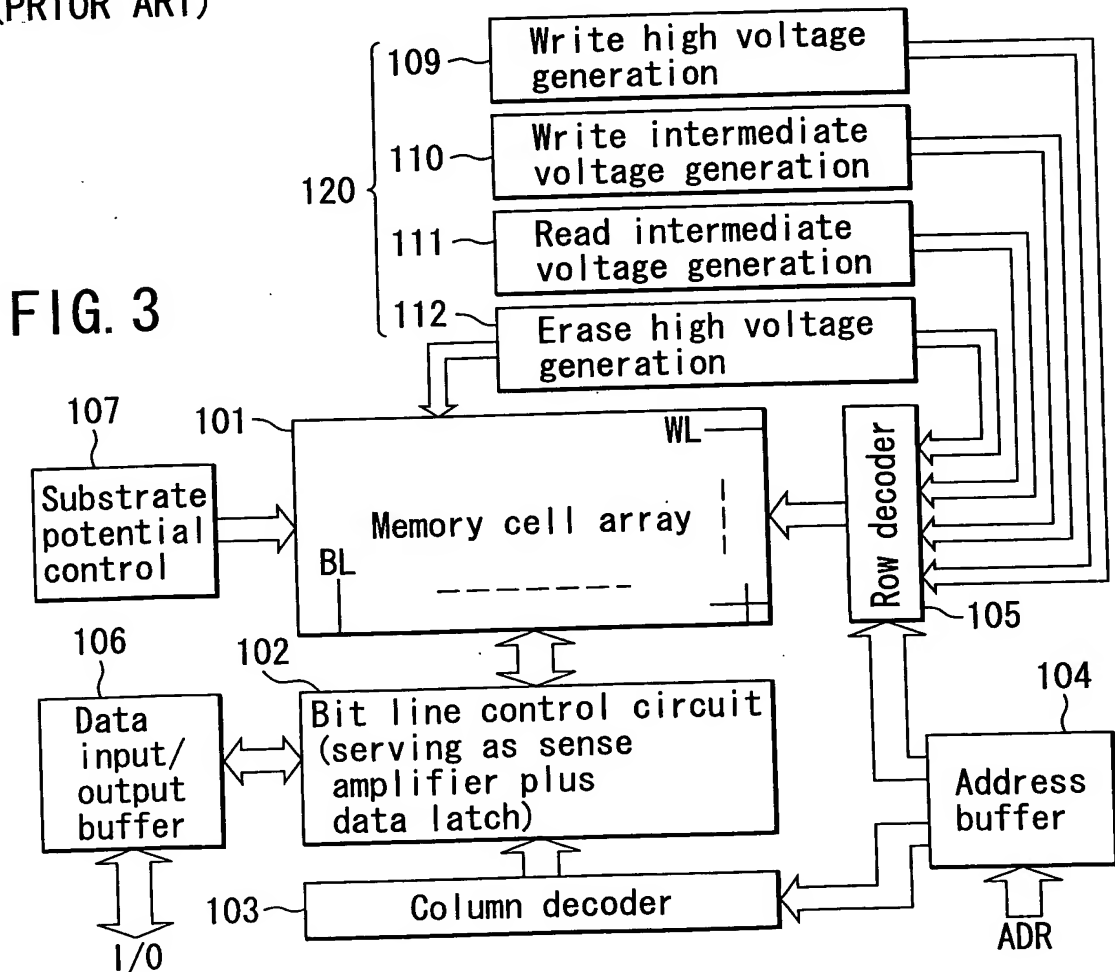 (PRIOR ART)
109
Write high voltage
generation
110
Write intermediate
voltage generation
120
111
Read intermediate
voltage generation
FIG. 3
112
Erase high voltage
generation
107
101
WL
Substrate
potential
control
Memory cell array
Row decoder
BL
105
106
102
104
Data
input/
output
buffer
Bit line control circuit
(serving as sense
amplifier plus
data latch)
Address
buffer
103
Column decoder
I/O
ADR